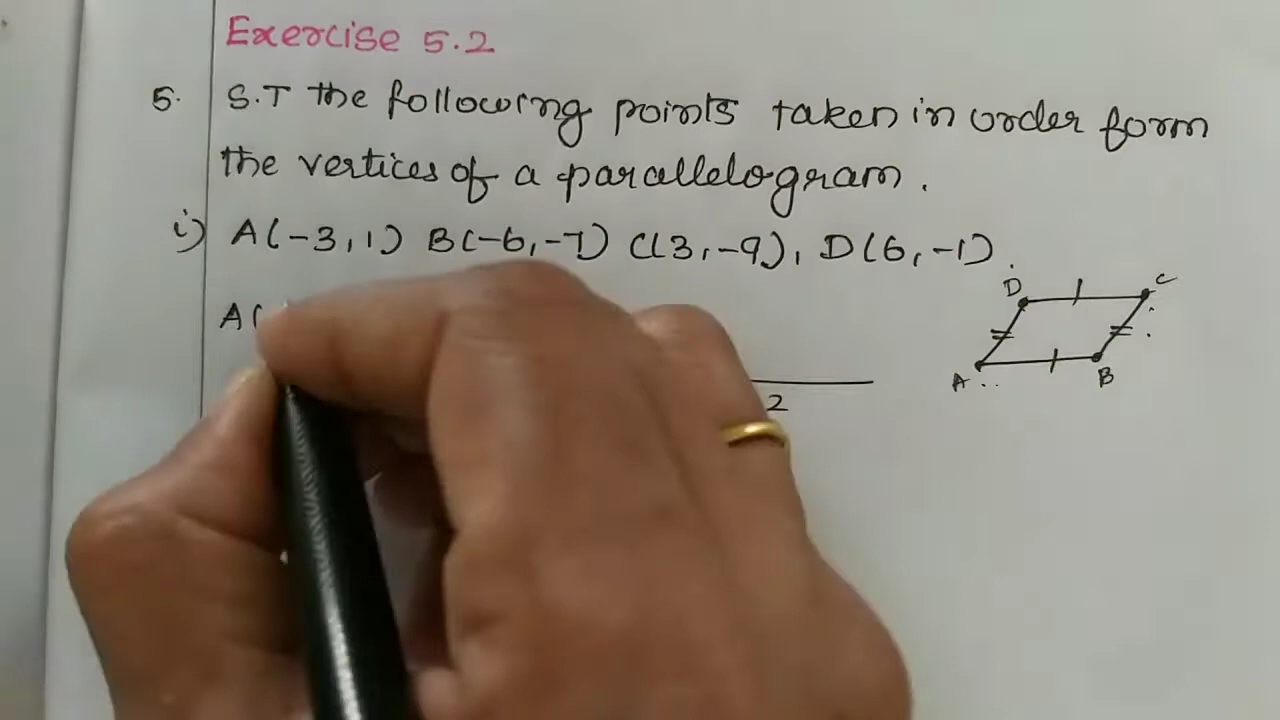 Exercise 5.2
5. S.T the following points taken in order form
the vertices of a parallelogram.
i) A(-3,1) B(-6,-7) C(3,-9), D(6,-1).
D C
A(
A B
2